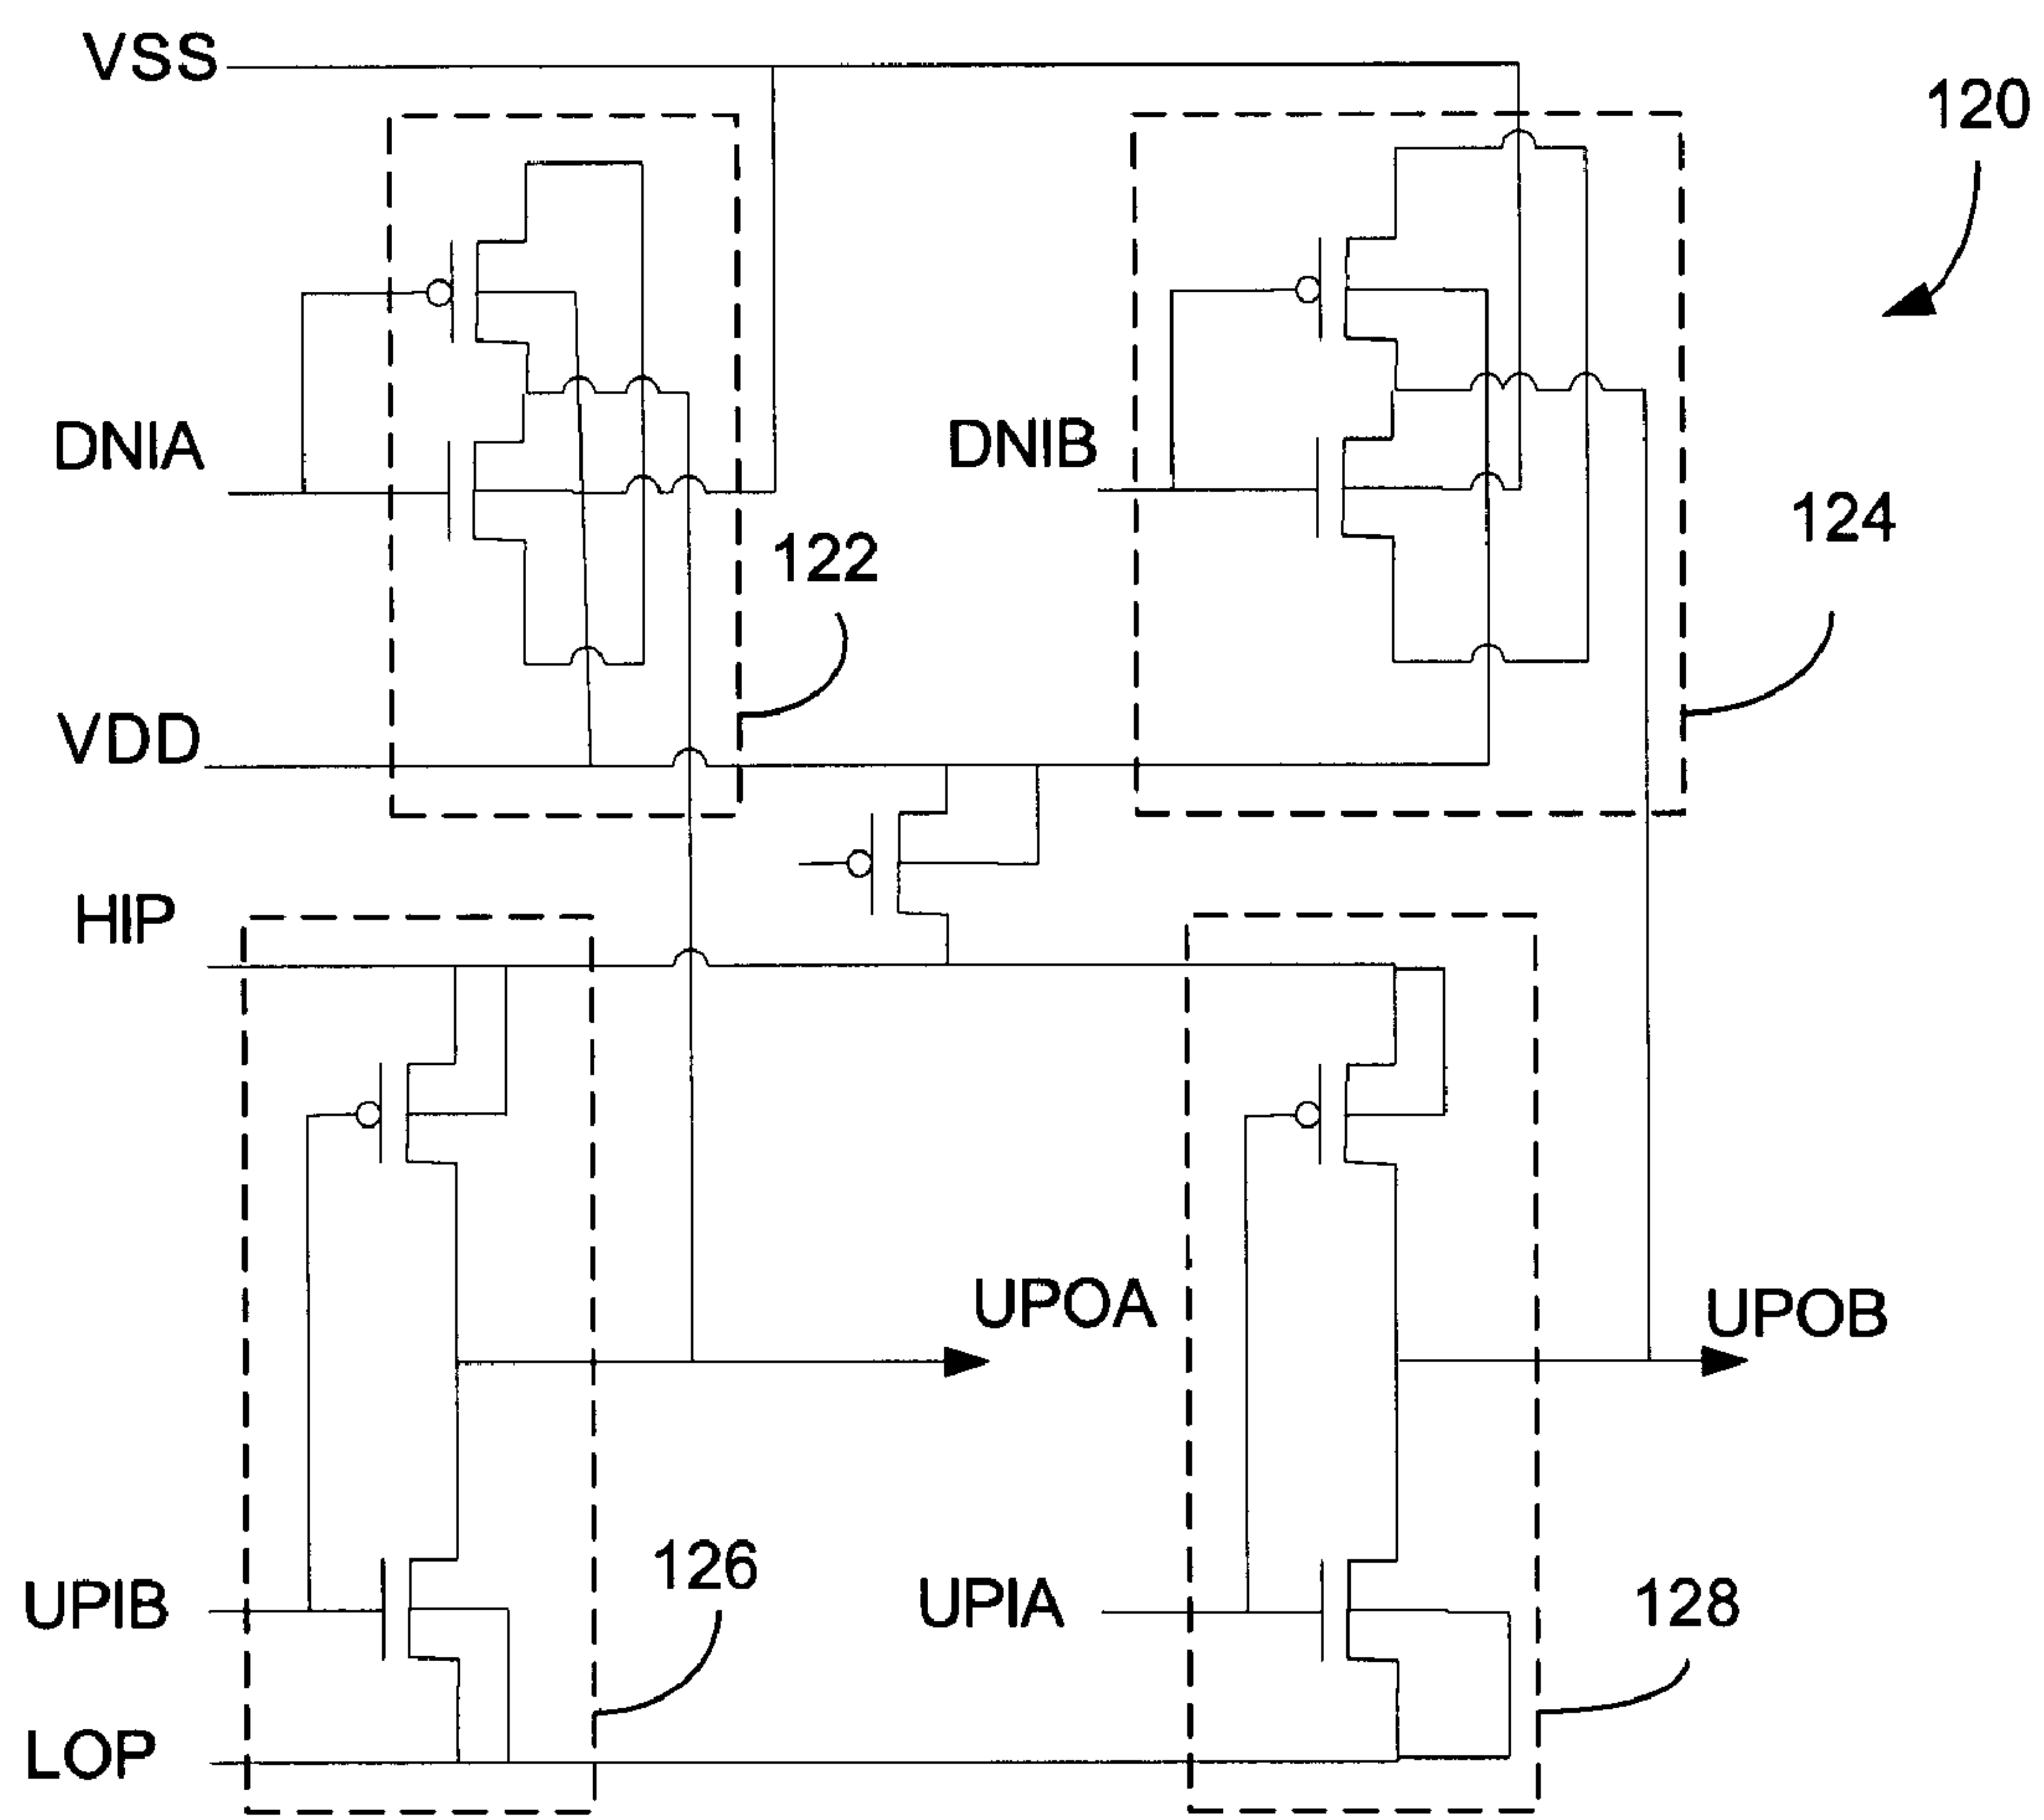 VSS
120
DNIA
DNIB
122
124
VDD
HIP
UPOA
UPOB
126
UPIB
UPIA
128
LOP